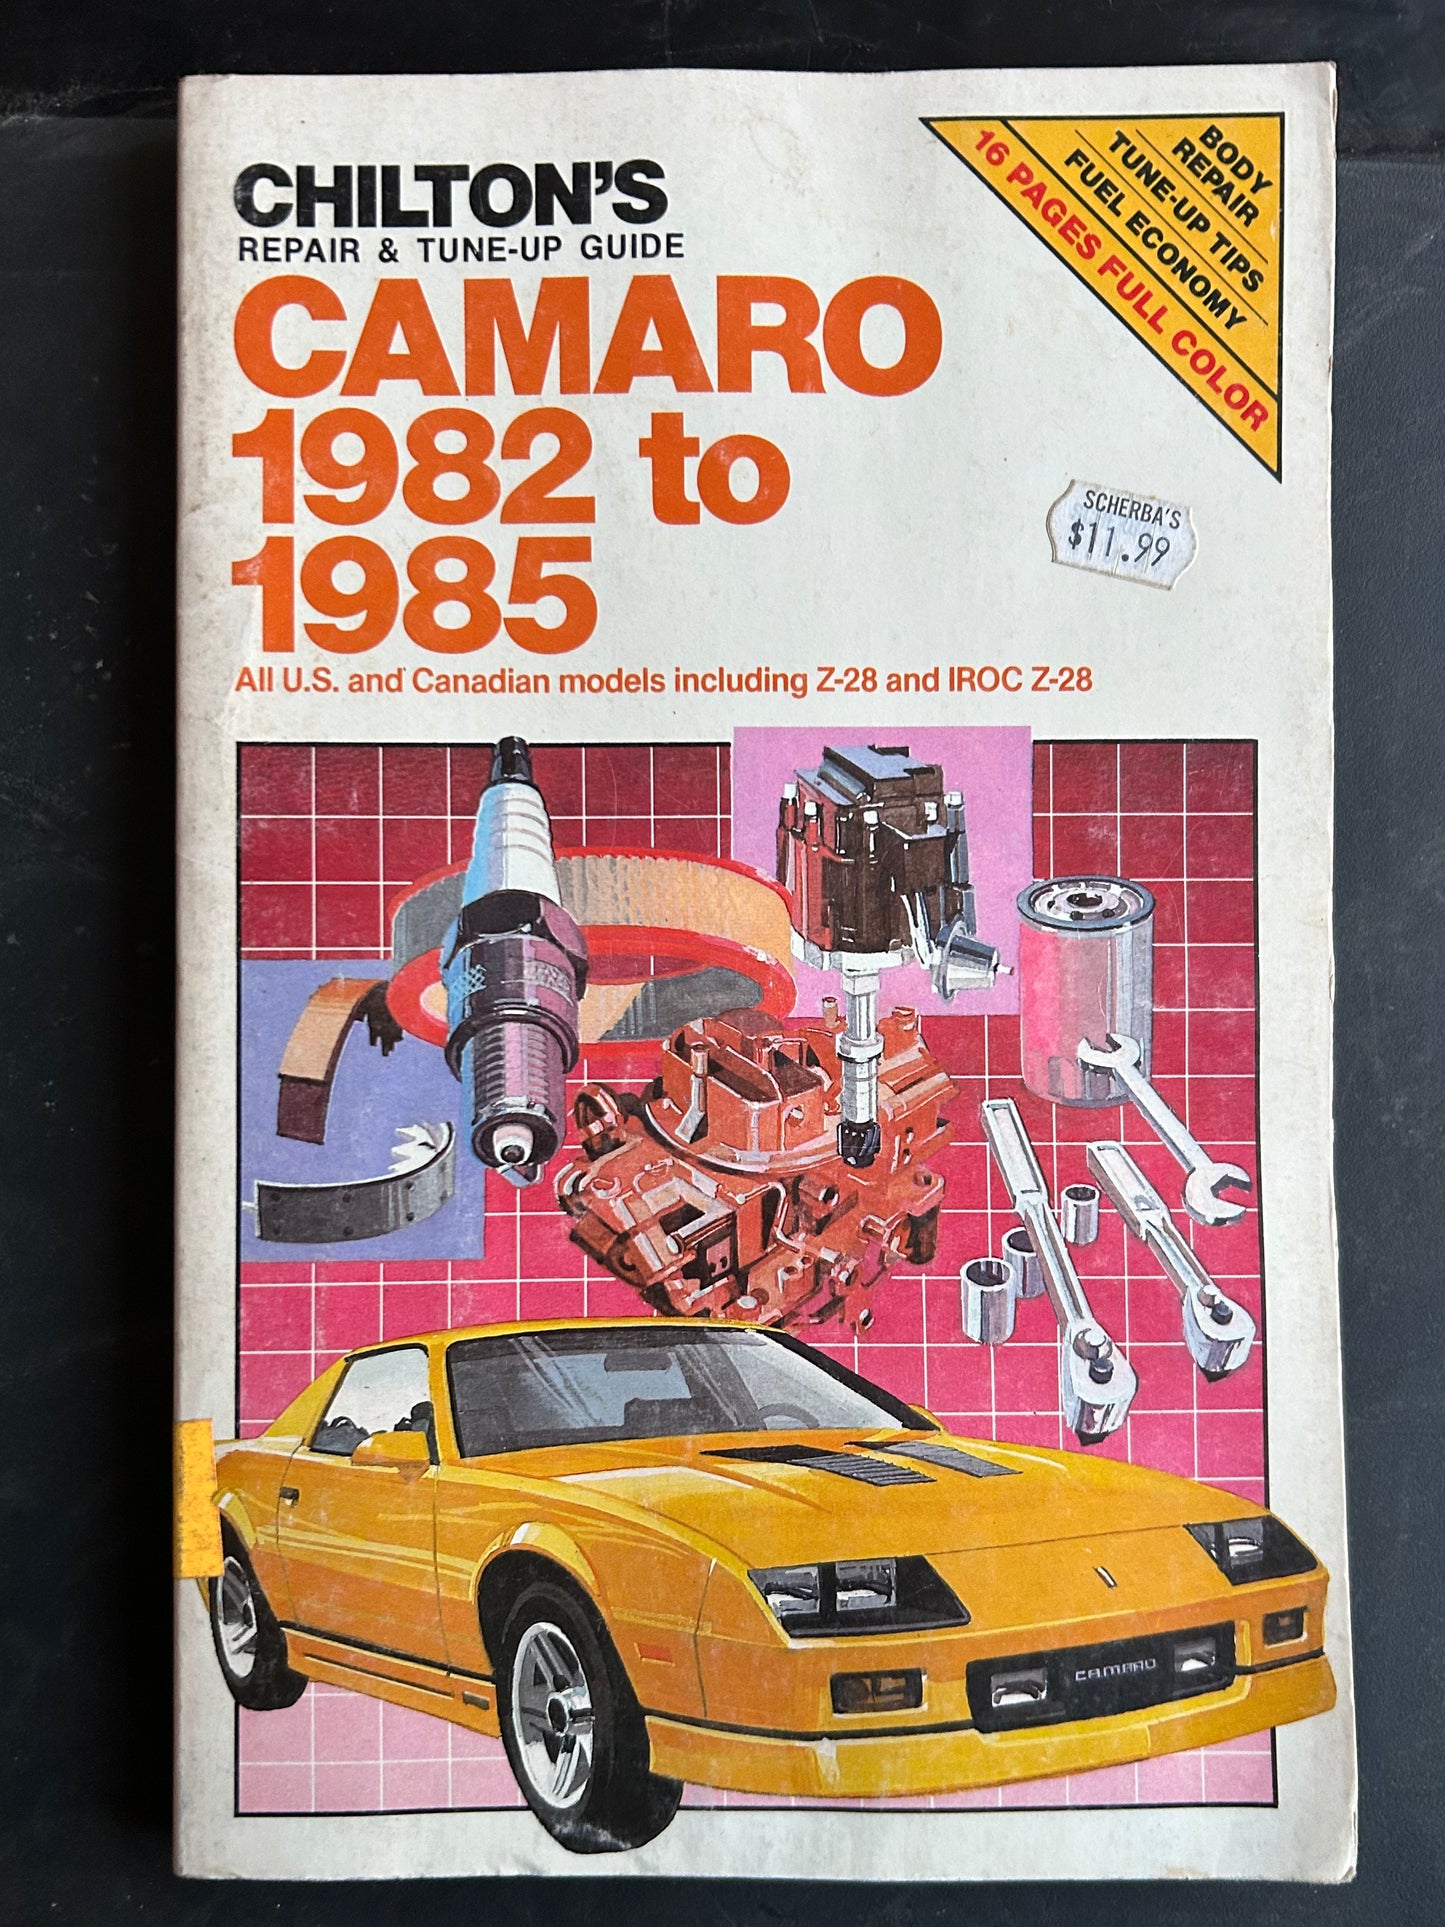 CHILTON'S
REPAIR & TUNE-UP GUIDE
CAMARO
1982 to
1985
All U.S. and Canadian models including Z-28 and IROC Z-28
BODY
REPAIR
TUNE-UP TIPS
FUEL ECONOMY
16 PAGES FULL COLOR
SCHERBA'S
$11.99
CAMARO